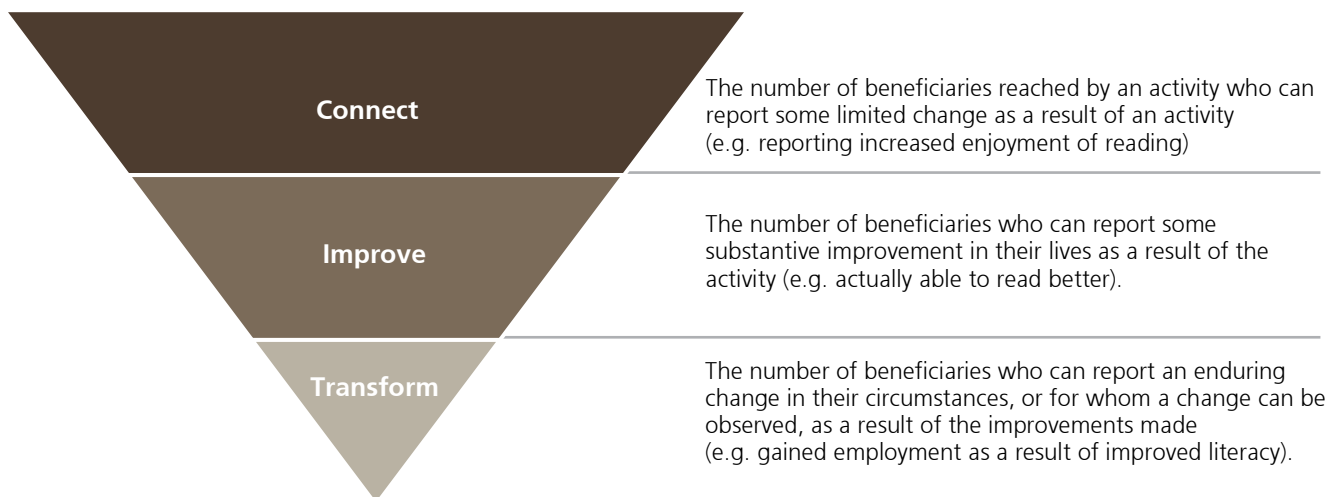 Connect
The number of beneficiaries reached by an activity who can
report some limited change as a result of an activity
(e.g. reporting increased enjoyment of reading)
Improve
The number of beneficiaries who can report some
substantive improvement in their lives as a result of the
activity (e.g. actually able to read better).
Transform
The number of beneficiaries who can report an enduring
change in their circumstances, or for whom a change can be
observed, as a result of the improvements made
(e.g. gained employment as a result of improved literacy).